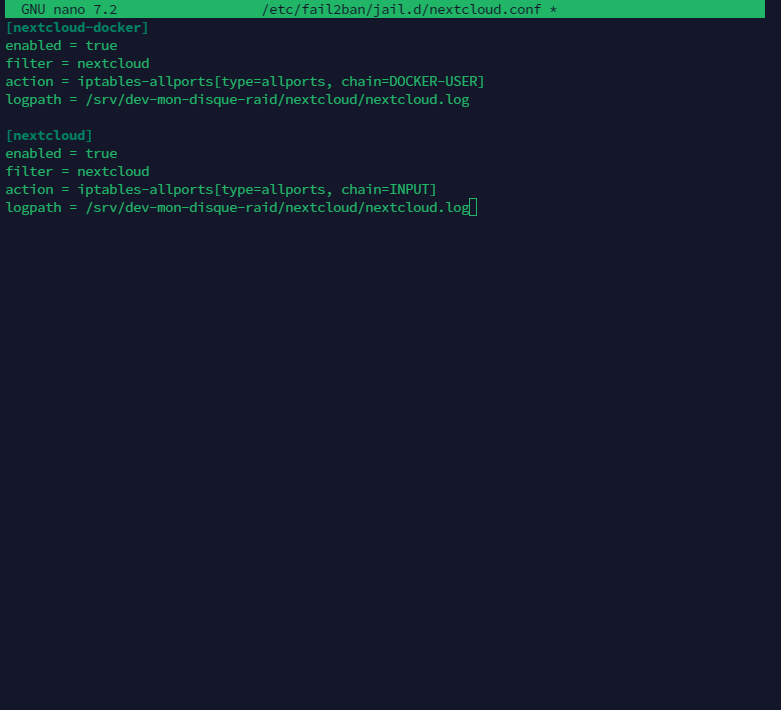 GNU nano 7.2 /etc/fail2ban/jail.d/nextcloud.conf *
[nextcloud-docker]
enabled = true
filter = nextcloud
action = iptables-allports[type=allports, chain=DOCKER-USER]
logpath = /srv/dev-mon-disque-raid/nextcloud/nextcloud.log
[nextcloud]
enabled = true
filter = nextcloud
action = iptables-allports[type=allports, chain=INPUT]
logpath = /srv/dev-mon-disque-raid/nextcloud/nextcloud.log